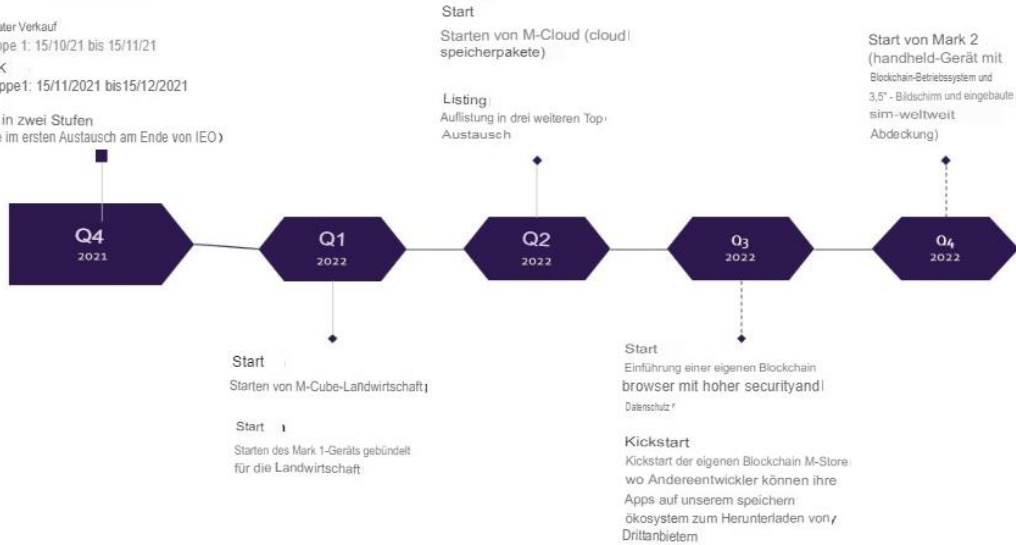 ater Verkauf
ppe 1: 15/10/21 bis 15/11/21
K
ppe1: 15/11/2021 bis15/12/2021
in zwei Stufen
e im ersten Austausch am Ende von IEO)
Start
Starten von M-Cloud (cloud
speicherpakete)
Listing
Auflistung in drei weiteren Top
Austausch
Start von Mark 2
(handheld-Gerät mit
Blockchain-Betriebssystem und
3,5" - Bildschirm und eingebaute
sim-weltweit
Abdeckung)
Q4
2021
Q1
2022
Q2
2022
Q3
2022
Q4
2022
Start
Starten von M-Cube-Landwirtschaft
Start
Starten des Mark 1-Geräts gebündelt
für die Landwirtschaft
Start
Einführung einer eigenen Blockchain
browser mit hoher securityand
Datenschutz
Kickstart
Kickstart der eigenen Blockchain M-Store
wo Andereentwickler können ihre
Apps auf unserem speichern
ökosystem zum Herunterladen von
Drittanbietern